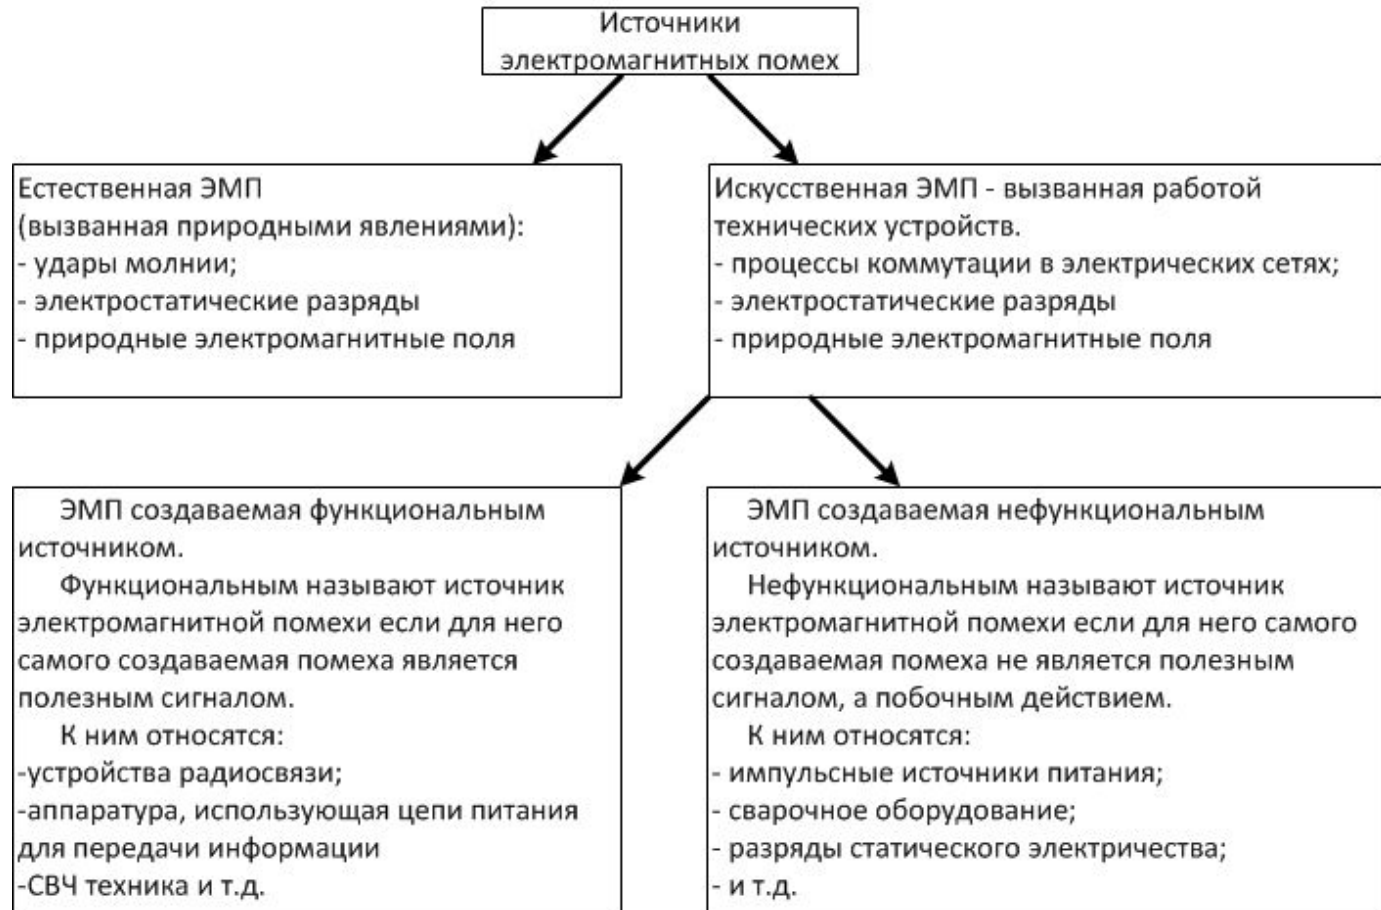 Источники
электромагнитных помех
Естественная ЭМП
(вызванная природными явлениями):
- удары молнии;
- электростатические разряды
- природные электромагнитные поля
Искусственная ЭМП - вызванная работой
технических устройств.
- процессы коммутации в электрических сетях;
- электростатические разряды
- природные электромагнитные поля
ЭМП создаваемая функциональным
источником.
Функциональным называют источник
электромагнитной помехи если для него
самого создаваемая помеха является
полезным сигналом.
К ним относятся:
-устройства радиосвязи;
-аппаратура, использующая цепи питания
для передачи информации
-СВЧ техника и т.д.
ЭМП создаваемая нефункциональным
источником.
Нефункциональным называют источник
электромагнитной помехи если для него самого
создаваемая помеха не является полезным
сигналом, а побочным действием.
К ним относятся:
- импульсные источники питания;
- сварочное оборудование;
- разряды статического электричества;
- и т.д.